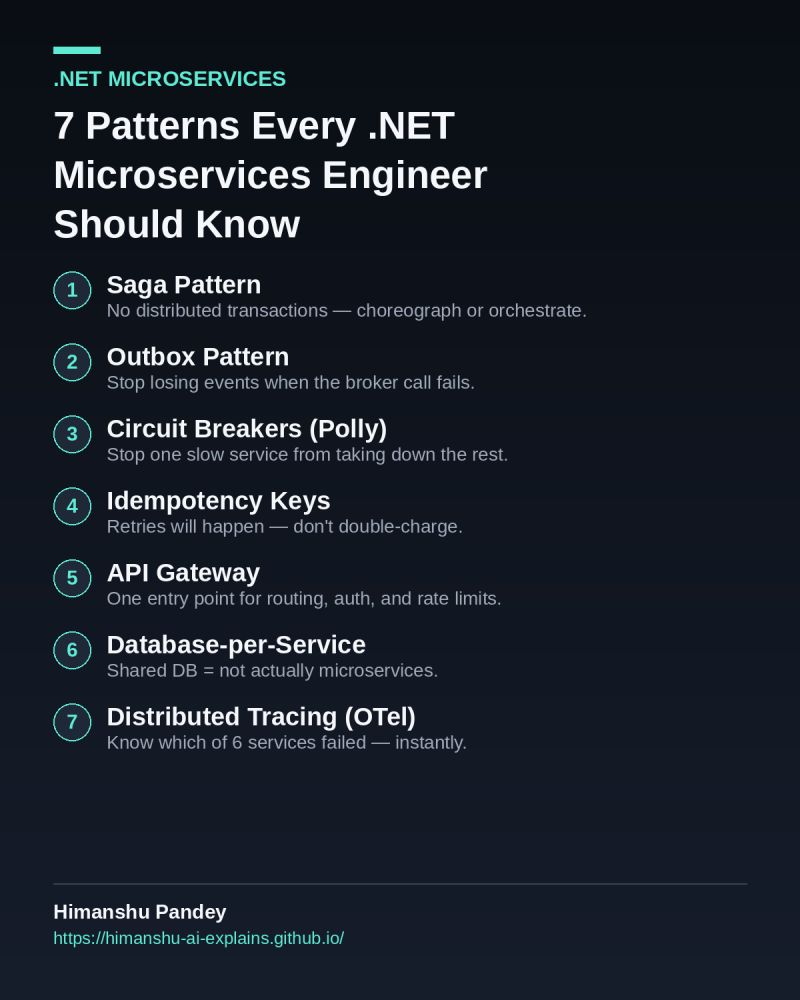 .NET MICROSERVICES
7 Patterns Every .NET
Microservices Engineer
Should Know
1 Saga Pattern
No distributed transactions — choreograph or orchestrate.
2 Outbox Pattern
Stop losing events when the broker call fails.
3 Circuit Breakers (Polly)
Stop one slow service from taking down the rest.
4 Idempotency Keys
Retries will happen — don't double-charge.
5 API Gateway
One entry point for routing, auth, and rate limits.
6 Database-per-Service
Shared DB = not actually microservices.
7 Distributed Tracing (OTel)
Know which of 6 services failed — instantly.
Himanshu Pandey
https://himanshu-ai-explains.github.io/